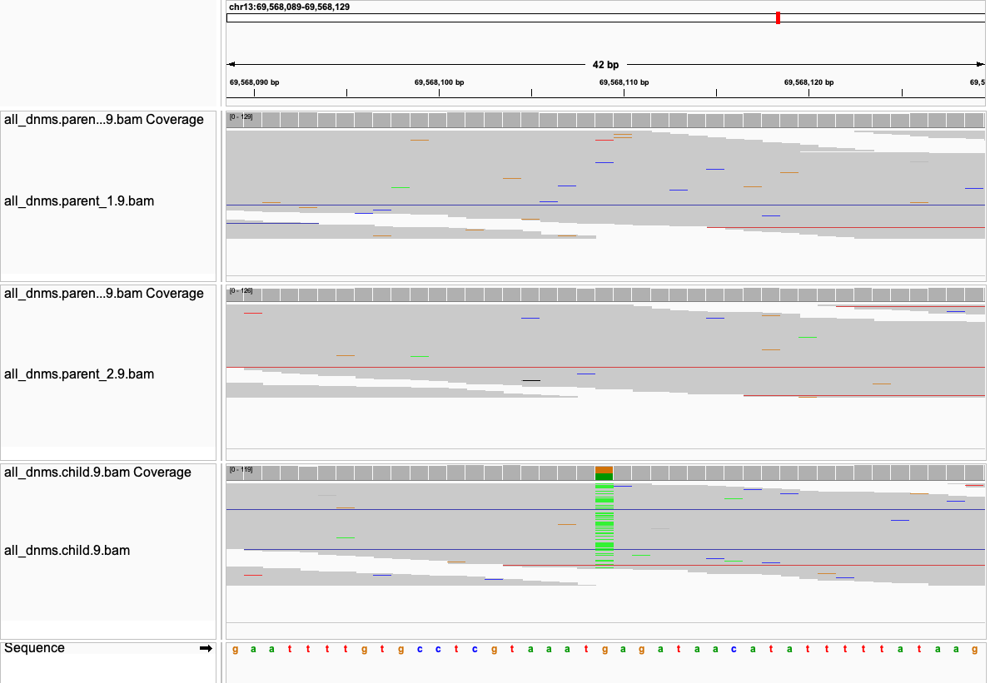 chr13:69,568,089-69,568,129
42 bp
69,568,090 bp 69,568,100 bp 69,568,110 bp 69,568,120 bp 69,5
all_dnms.paren...9.bam Coverage [0 - 129]
all_dnms.parent_1.9.bam
all_dnms.paren...9.bam Coverage [0 - 126]
all_dnms.parent_2.9.bam
all_dnms.child.9.bam Coverage [0 - 119]
all_dnms.child.9.bam
Sequence g a a t t t t g t g c c t c g t a a a t g a g a t a a c a t a t t t t t a t a a g